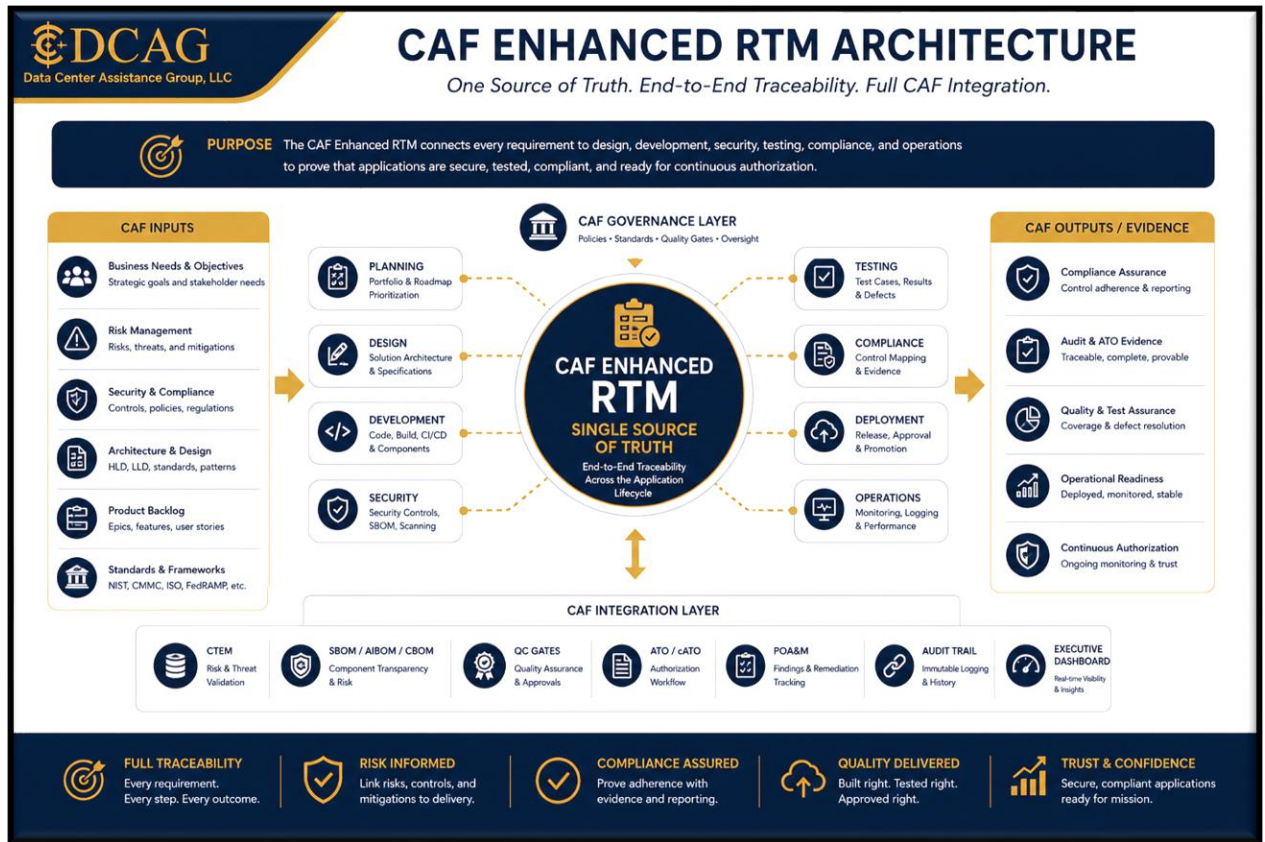 DCAG
Data Center Assistance Group, LLC
CAF ENHANCED RTM ARCHITECTURE
One Source of Truth. End-to-End Traceability. Full CAF Integration.
PURPOSE
The CAF Enhanced RTM connects every requirement to design, development, security, testing, compliance, and operations
to prove that applications are secure, tested, compliant, and ready for continuous authorization.
CAF INPUTS
Business Needs & Objectives
Strategic goals and stakeholder needs
Risk Management
Risks, threats, and mitigations
Security & Compliance
Controls, policies, regulations
Architecture & Design
HLD, LLD, standards, patterns
Product Backlog
Epics, features, user stories
Standards & Frameworks
NIST, CMMC, ISO, FedRAMP, etc.
CAF GOVERNANCE LAYER
Policies • Standards • Quality Gates • Oversight
PLANNING
Portfolio & Roadmap
Prioritization
DESIGN
Solution Architecture
& Specifications
DEVELOPMENT
Code, Build, CI/CD
& Components
SECURITY
Security Controls,
SBOM, Scanning
CAF ENHANCED
RTM
SINGLE SOURCE
OF TRUTH
End-to-End Traceability
Across the Application
Lifecycle
TESTING
Test Cases, Results
& Defects
COMPLIANCE
Control Mapping
& Evidence
DEPLOYMENT
Release, Approval
& Promotion
OPERATIONS
Monitoring, Logging
& Performance
CAF OUTPUTS / EVIDENCE
Compliance Assurance
Control adherence & reporting
Audit & ATO Evidence
Traceable, complete, provable
Quality & Test Assurance
Coverage & defect resolution
Operational Readiness
Deployed, monitored, stable
Continuous Authorization
Ongoing monitoring & trust
CAF INTEGRATION LAYER
CTEM
Risk & Threat
Validation
SBOM / AIBOM / CBOM
Component Transparency
& Risk
QC GATES
Quality Assurance
& Approvals
ATO / cATO
Authorization
Workflow
POA&M
Findings & Remediation
Tracking
AUDIT TRAIL
Immutable Logging
& History
EXECUTIVE
DASHBOARD
Real-time Visibility
& Insights
FULL TRACEABILITY
Every requirement.
Every step. Every outcome.
RISK INFORMED
Link risks, controls, and
mitigations to delivery.
COMPLIANCE ASSURED
Prove adherence with
evidence and reporting.
QUALITY DELIVERED
Built right. Tested right.
Approved right.
TRUST & CONFIDENCE
Secure, compliant applications
ready for mission.